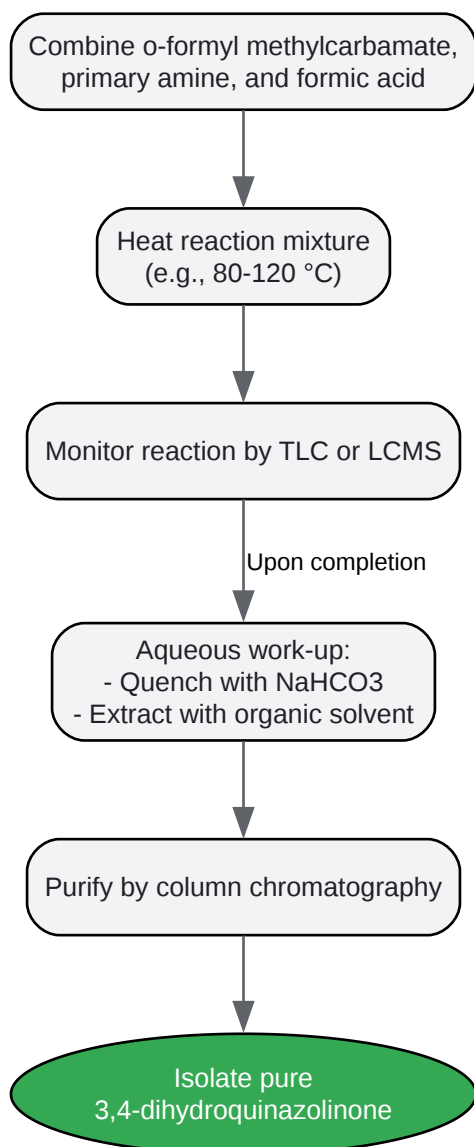 Combine o-formyl methylcarbamate,
primary amine, and formic acid
Heat reaction mixture
(e.g., 80-120 °C)
Monitor reaction by TLC or LCMS
Upon completion
Aqueous work-up:
- Quench with NaHCO3
- Extract with organic solvent
Purify by column chromatography
Isolate pure
3,4-dihydroquinazolinone